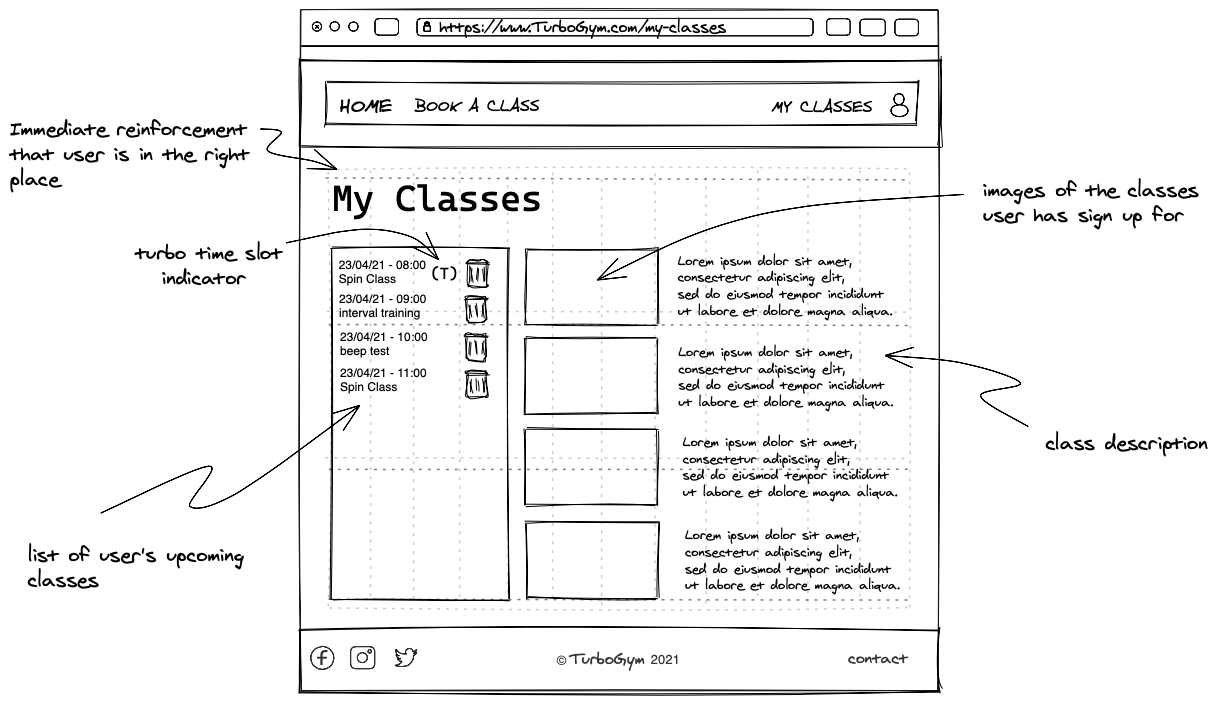 https://www.TurboGym.com/my-classes
HOME
BOOK A CLASS
MY CLASSES
Immediate reinforcement
that user is in the right
place
My Classes
images of the classes
user has sign up for
turbo time slot
indicator
23/04/21 - 08:00
Spin Class
(T)
23/04/21 - 09:00
interval training
23/04/21 - 10:00
beep test
23/04/21 - 11:00
Spin Class
Lorem ipsum dolor sit amet,
consectetur adipiscing elit,
sed do eiusmod tempor incididunt
ut labore et dolore magna aliqua.
Lorem ipsum dolor sit amet,
consectetur adipiscing elit,
sed do eiusmod tempor incididunt
ut labore et dolore magna aliqua.
Lorem ipsum dolor sit amet,
consectetur adipiscing elit,
sed do eiusmod tempor incididunt
ut labore et dolore magna aliqua.
Lorem ipsum dolor sit amet,
consectetur adipiscing elit,
sed do eiusmod tempor incididunt
ut labore et dolore magna aliqua.
class description
list of user's upcoming
classes
© TurboGym 2021
contact